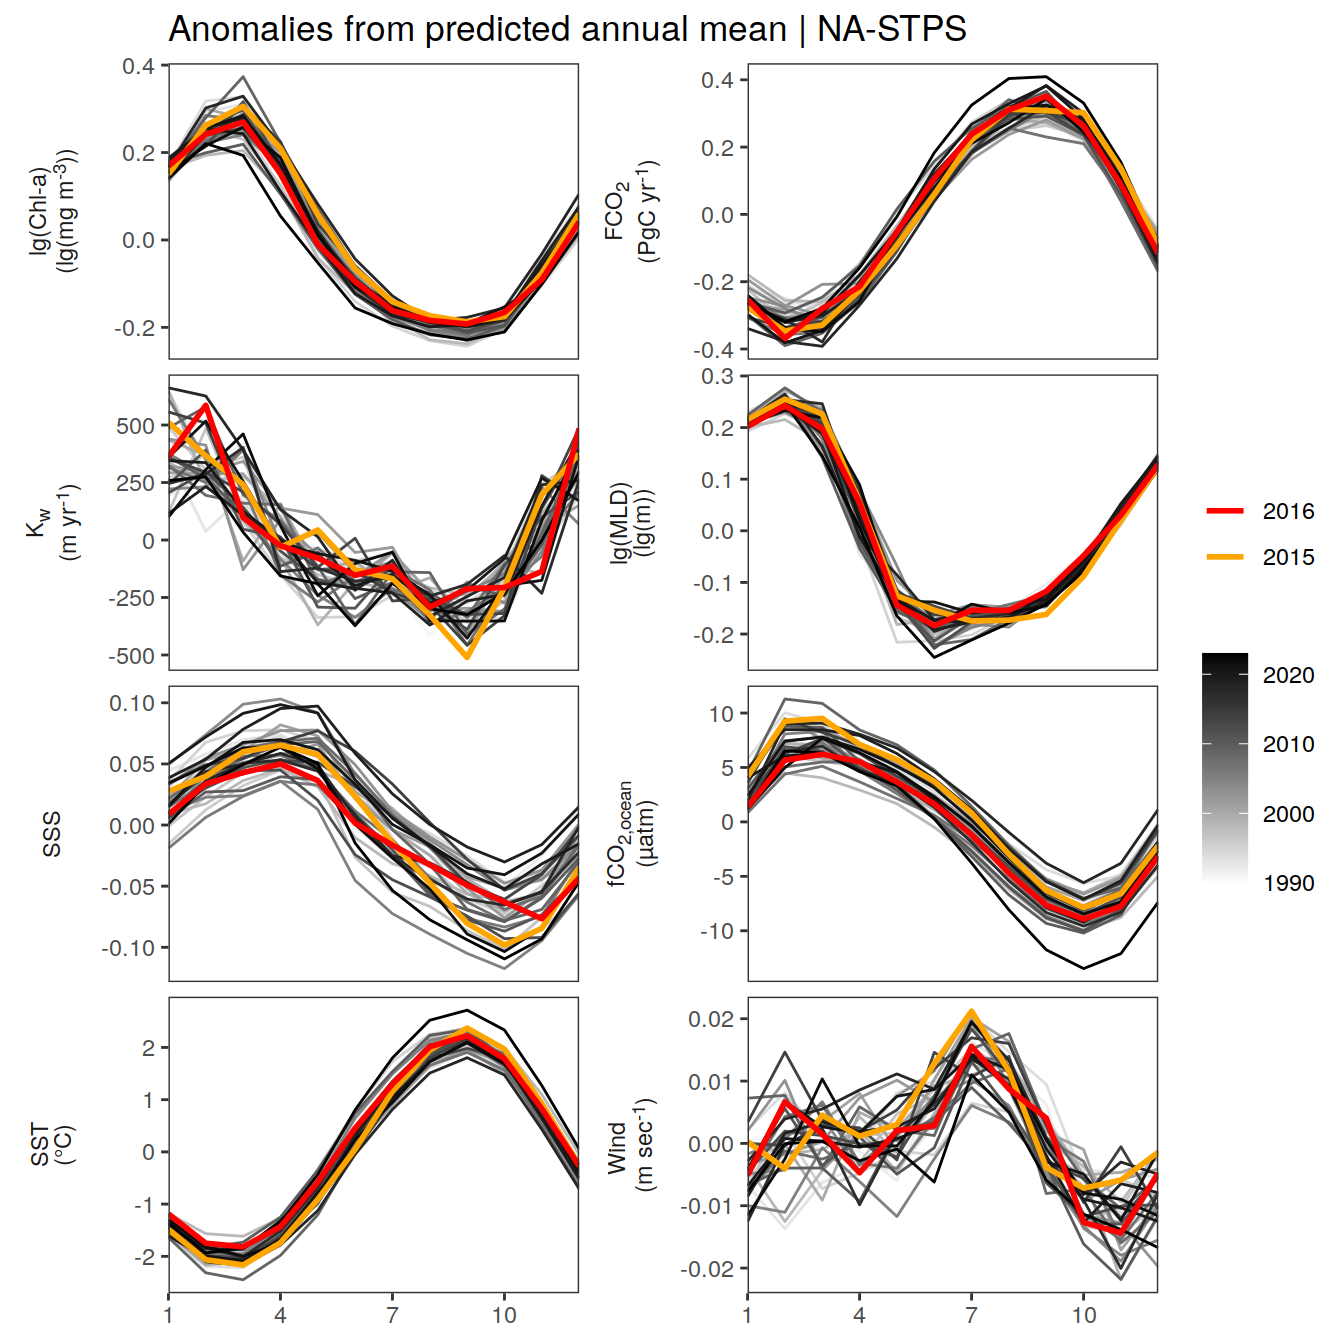 Anomalies from predicted annual mean | NA-STPS
lg(Chl-a)
(lg(mg m-3))
0.4
0.2
0.0
-0.2
FCO2
(PgC yr-1)
0.4
0.2
0.0
-0.2
-0.4
Kw
(m yr-1)
500
250
0
-250
-500
lg(MLD)
(lg(m))
0.3
0.2
0.1
0.0
-0.1
-0.2
SSS
0.10
0.05
0.00
-0.05
-0.10
fCO2,ocean
(µatm)
10
5
0
-5
-10
SST
(°C)
2
1
0
-1
-2
1 4 7 10
Wind
(m sec-1)
0.02
0.01
0.00
-0.01
-0.02
1 4 7 10
2016
2015
2020
2010
2000
1990